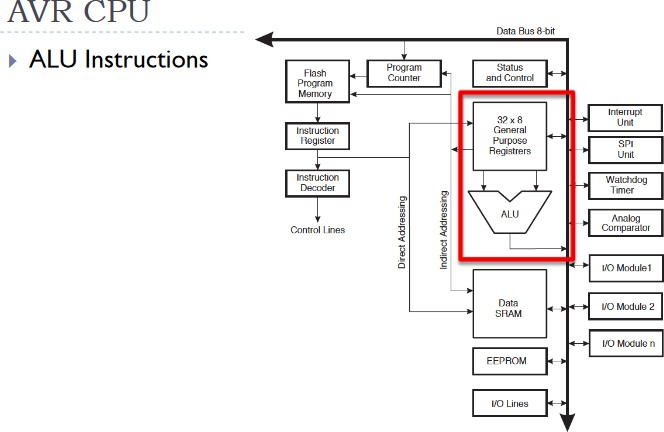 AVR CPU
ALU Instructions
Data Bus 8-bit
Flash
Program
Memory
Program
Counter
Status
and Control
32 x 8
General
Purpose
Registrers
Interrupt
Unit
Instruction
Register
SPI
Unit
Instruction
Decoder
Watchdog
Timer
ALU
Analog
Comparator
Control Lines
Direct Addressing
Indirect Addressing
I/O Module1
Data
SRAM
I/O Module 2
I/O Module n
EEPROM
I/O Lines